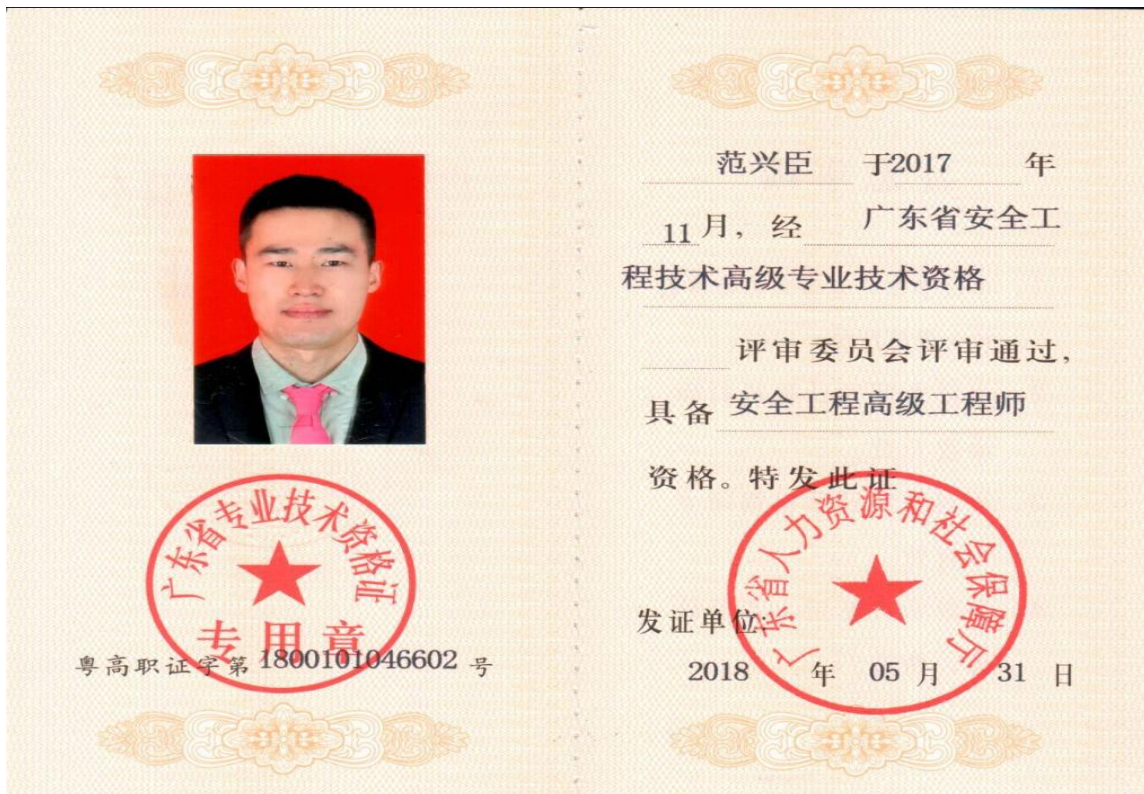 广东省专业技术资格证
专用章
粤高职证字第 1800101046602 号
范兴臣 于2017 年
11月，经 广东省安全工
程技术高级专业技术资格
评审委员会评审通过，
具备 安全工程高级工程师
资格。特发此证
广东省人力资源和社会保障厅
发证单位：
2018 年 05 月 31 日